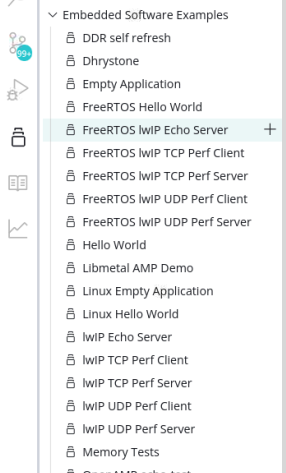 Embedded Software Examples
DDR self refresh
Dhrystone
Empty Application
FreeRTOS Hello World
99+
FreeRTOS lwIP Echo Server
FreeRTOS lwIP TCP Perf Client
FreeRTOS lwIP TCP Perf Server
FreeRTOS lwIP UDP Perf Client
FreeRTOS lwIP UDP Perf Server
Hello World
Libmetal AMP Demo
Linux Empty Application
Linux Hello World
lwIP Echo Server
lwIP TCP Perf Client
lwIP TCP Perf Server
lwIP UDP Perf Client
lwIP UDP Perf Server
Memory Tests